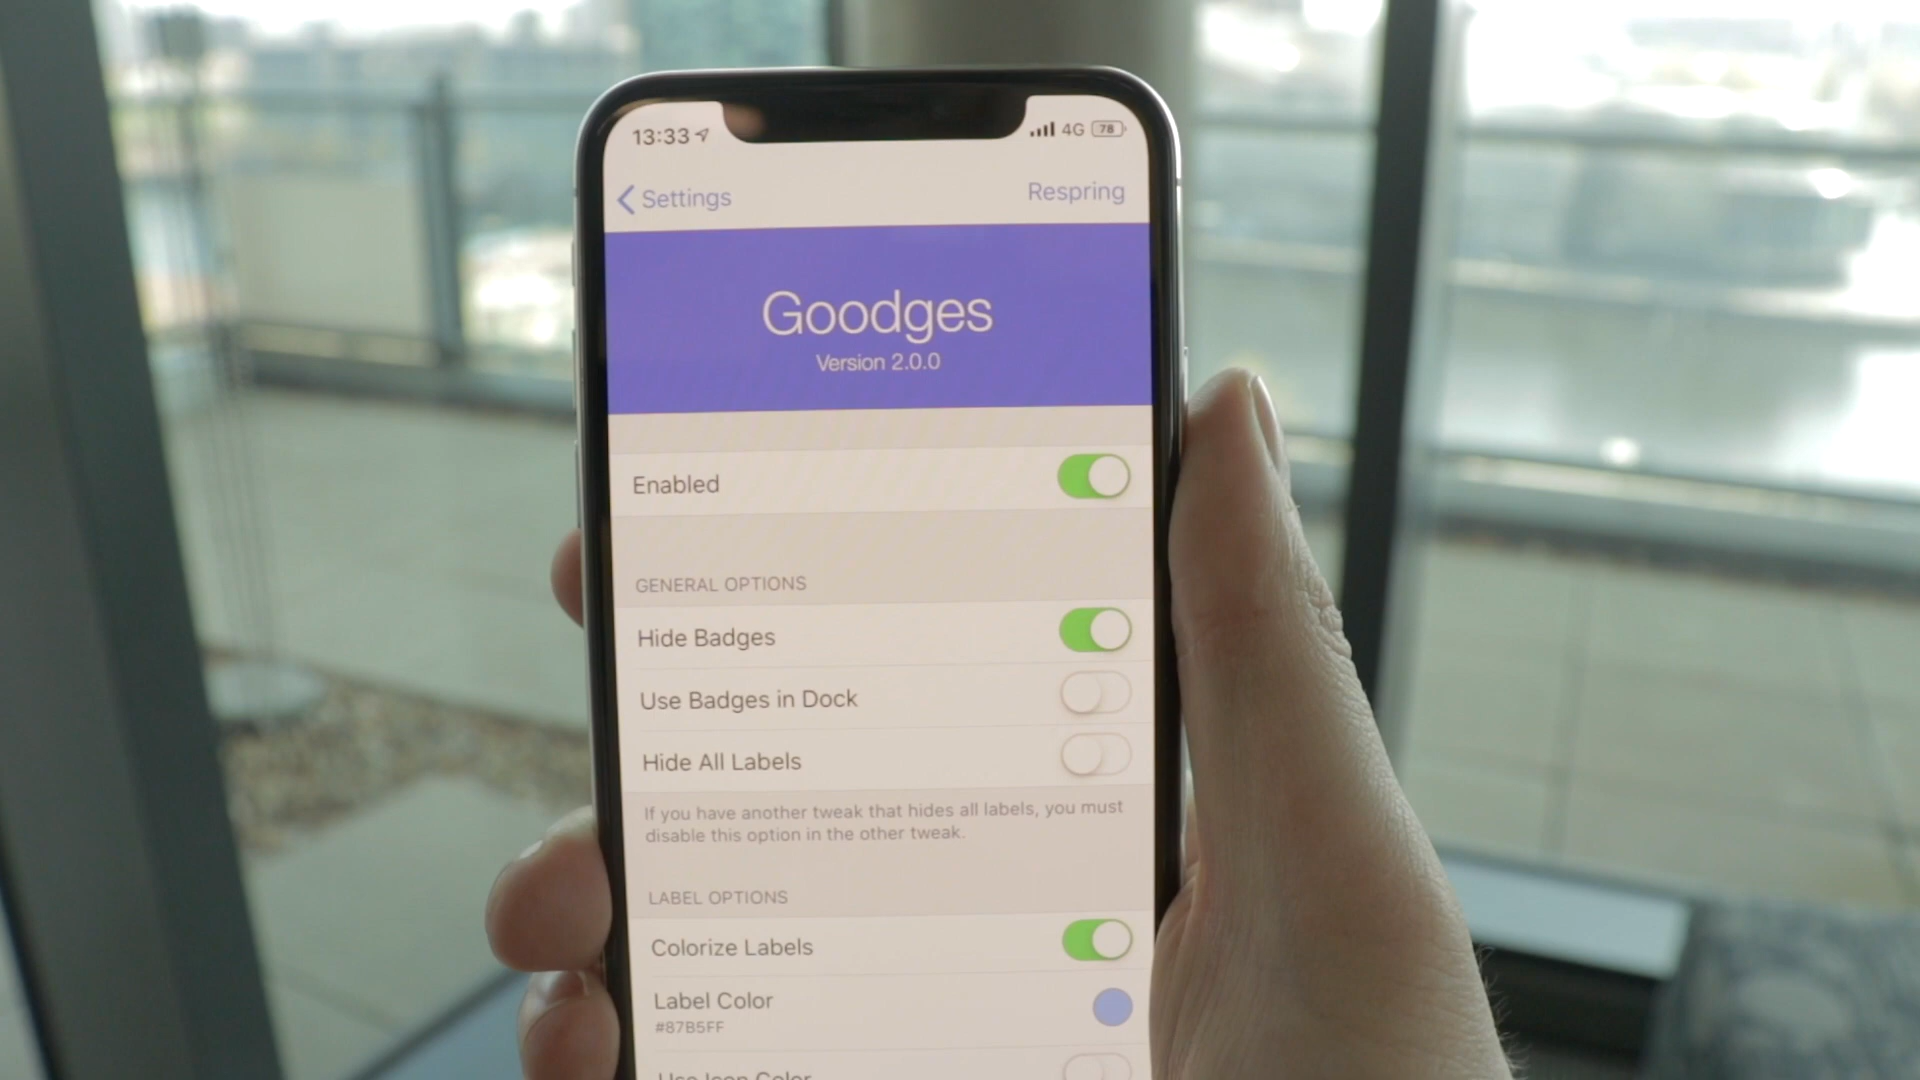 13:33 4G 78
Settings Respring
Goodges
Version 2.0.0
Enabled
GENERAL OPTIONS
Hide Badges
Use Badges in Dock
Hide All Labels
If you have another tweak that hides all labels, you must
disable this option in the other tweak.
LABEL OPTIONS
Colorize Labels
Label Color
#87B5FF
Use Icon Color